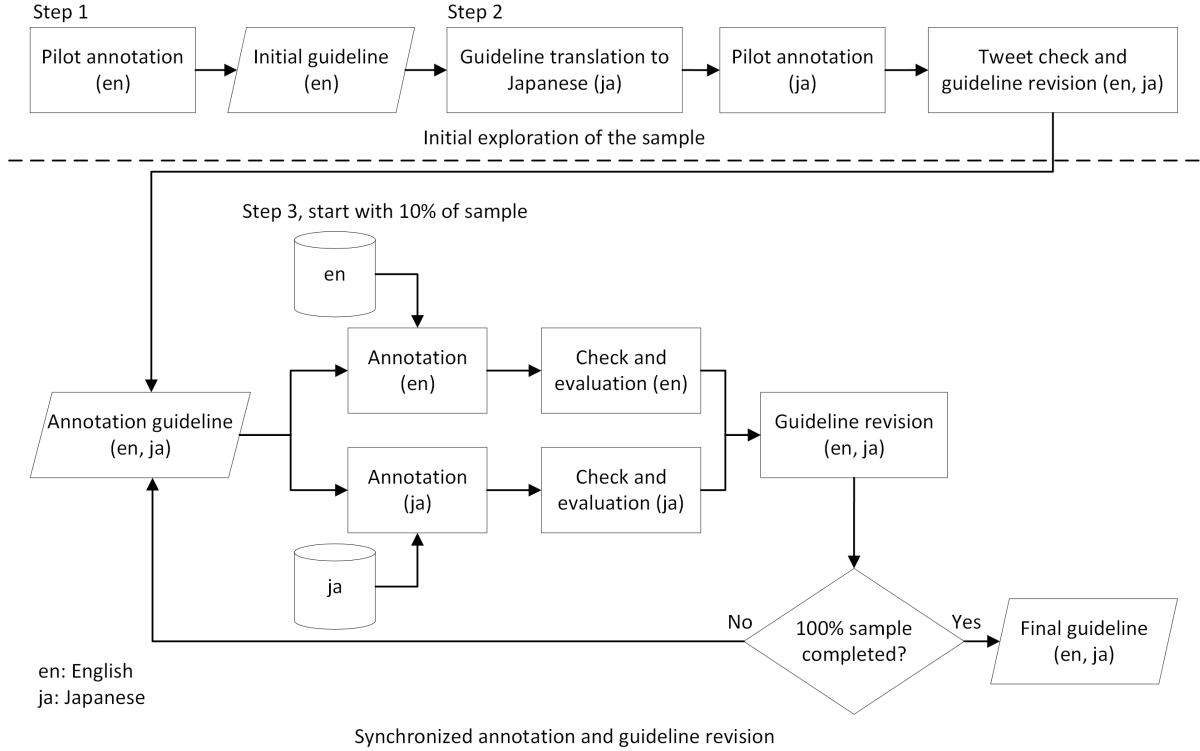 Step 1
Step 2
Pilot annotation
(en)
Initial guideline
(en)
Guideline translation to
Japanese (ja)
Pilot annotation
(ja)
Tweet check and
guideline revision (en, ja)
Initial exploration of the sample
Step 3, start with 10% of sample
en
Annotation
(en)
Check and
evaluation (en)
Annotation guideline
(en, ja)
Guideline revision
(en, ja)
Annotation
(ja)
Check and
evaluation (ja)
ja
No
100% sample
completed?
Yes
Final guideline
(en, ja)
en: English
ja: Japanese
Synchronized annotation and guideline revision